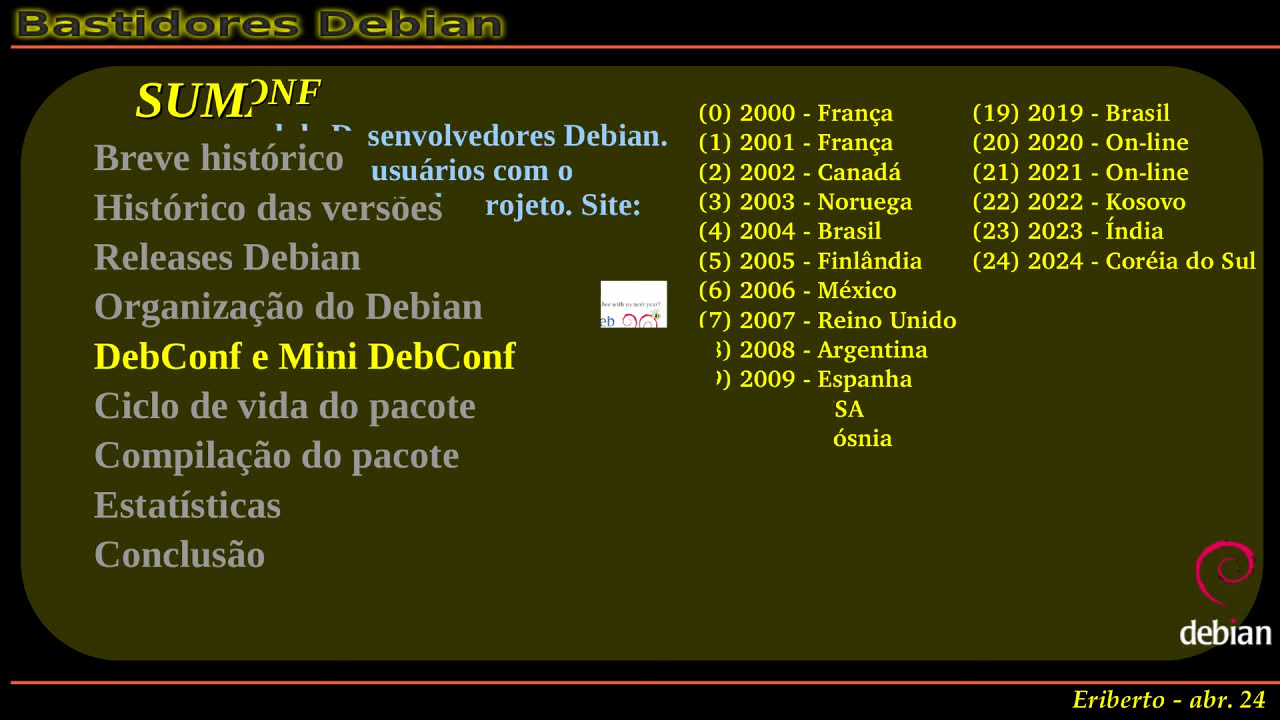 Bastidores Debian
senvolvedores Debian.
usuários com o
rojeto. Site:
Breve histórico
Histórico das versões
Releases Debian
Organização do Debian
DebConf e Mini DebConf
Ciclo de vida do pacote
Compilação do pacote
Estatísticas
Conclusão
(0) 2000 - França
(1) 2001 - França
(2) 2002 - Canadá
(3) 2003 - Noruega
(4) 2004 - Brasil
(5) 2005 - Finlândia
(6) 2006 - México
(7) 2007 - Reino Unido
) 2008 - Argentina
) 2009 - Espanha
SA
ósnia
(19) 2019 - Brasil
(20) 2020 - On-line
(21) 2021 - On-line
(22) 2022 - Kosovo
(23) 2023 - Índia
(24) 2024 - Coréia do Sul
debian
Eriberto - abr. 24